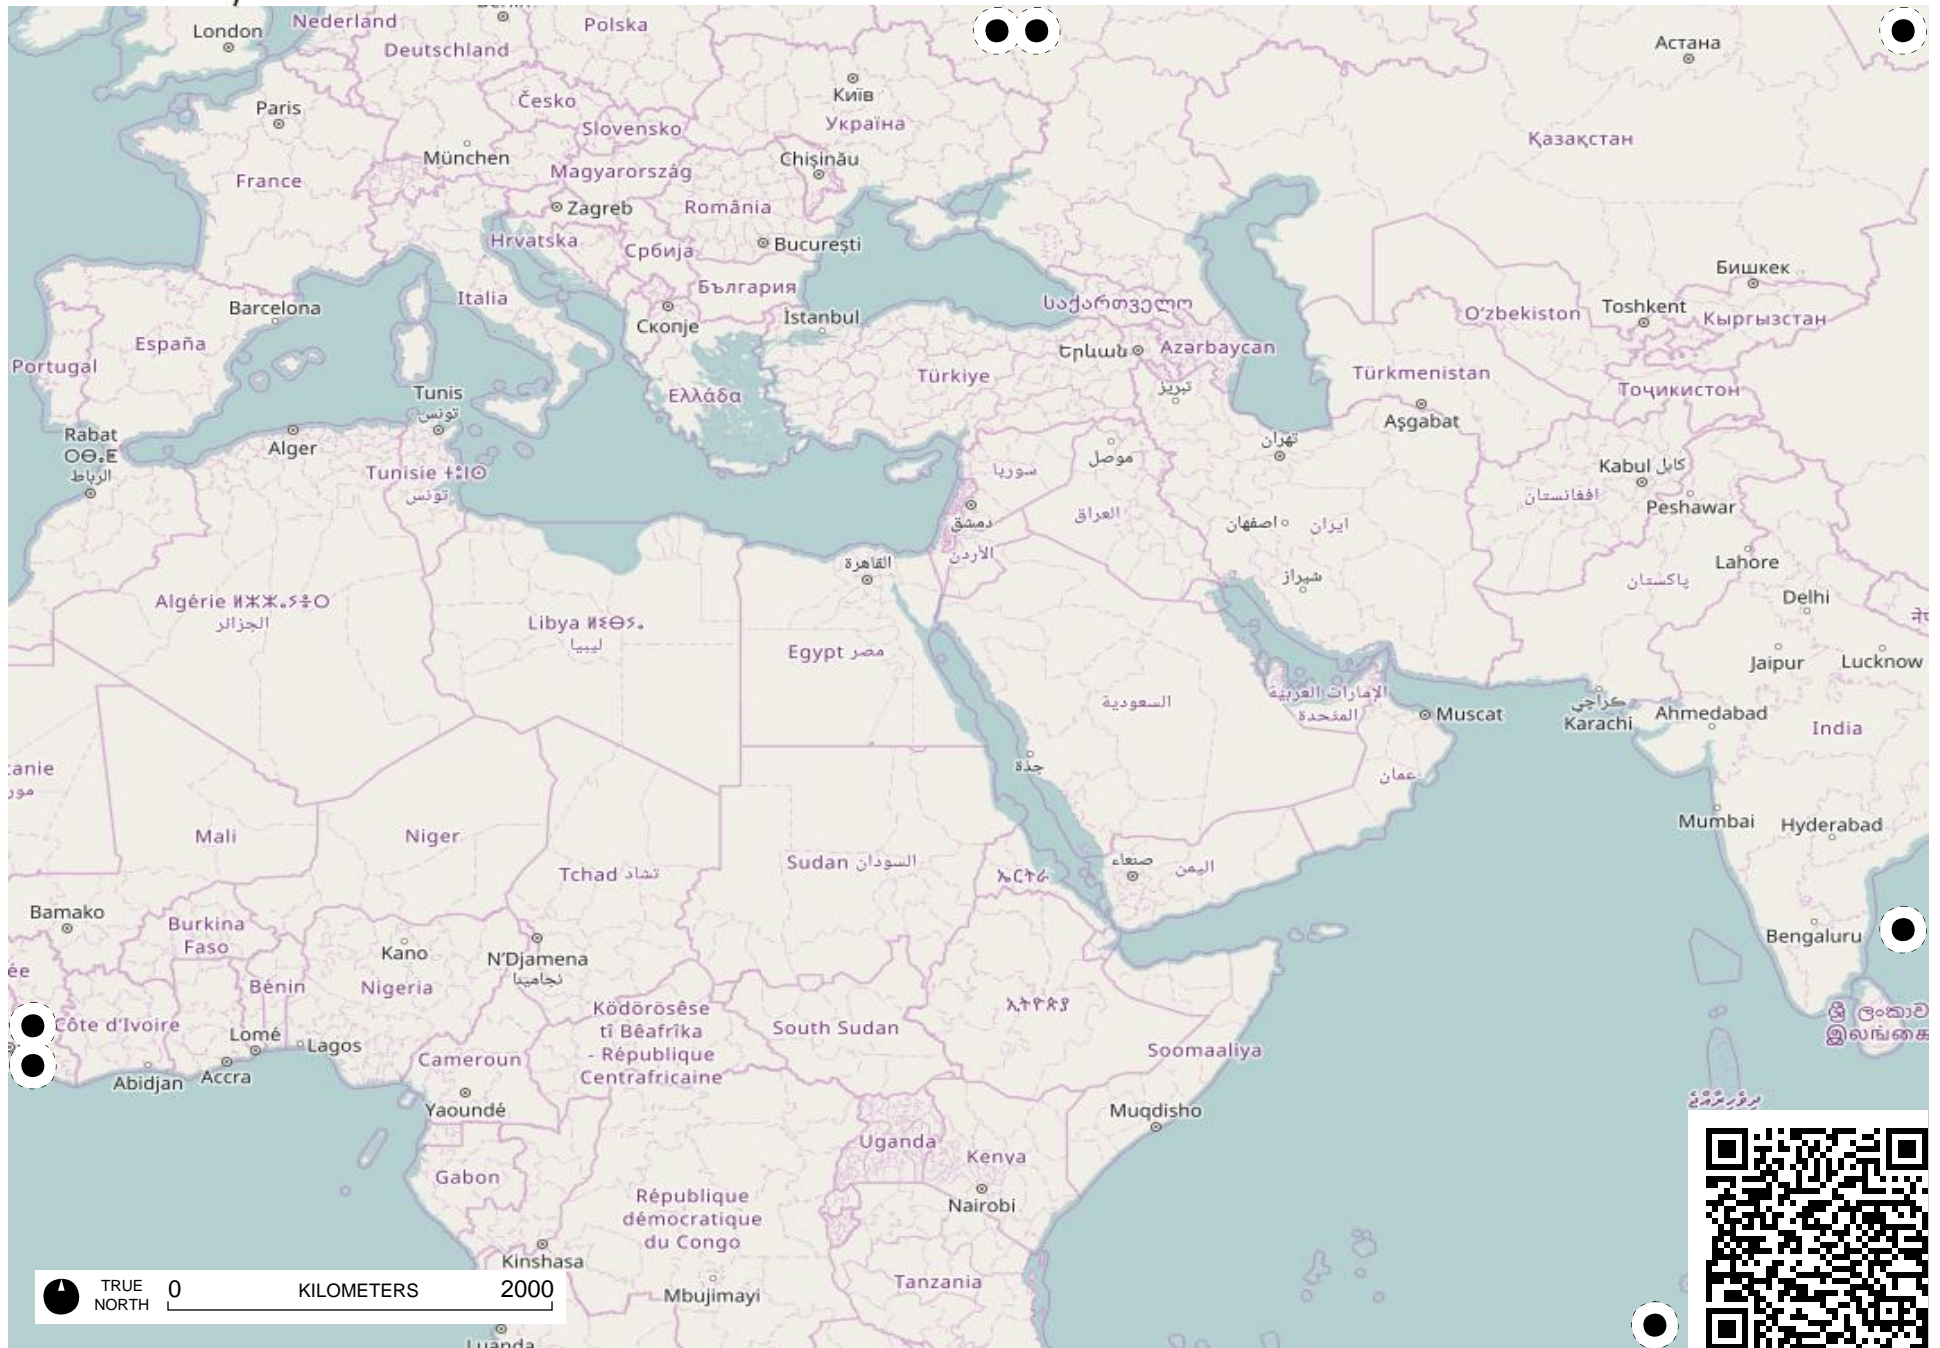 London
Nederland
Polska
Deutschland
Астана
Paris
Česko
Київ
Україна
Slovensko
Қазақстан
München
Chișinău
France
Magyarország
Zagreb
România
Hrvatska
Србија
București
Бишкек
България
Italia
Barcelona
საქართველო
Toshkent
Oʻzbekiston
Кыргызстан
Скопје
İstanbul
España
Երևան
Azərbaycan
Portugal
Türkiye
Türkmenistan
تبریز
Тоҷикистон
Tunis
تونس
Ελλάδα
Aşgabat
Rabat
ⵔⴱⴰⵟ
الرباط
Alger
تهران
موصل
Kabul کابل
Tunisie ⵜⵓⵏⵙ
تونس
سوريا
افغانستان
Peshawar
العراق
دمشق
اصفهان
ایران
الأردن
القاهرة
Lahore
شیراز
پاکستان
Algérie ⵍⵣⵣⴰⵢⴻⵔ
الجزائر
Delhi
Libya ⵍⵉⴱⵢⴰ
ليبيا
Egypt مصر
Jaipur
Lucknow
السعودية
الإمارات العربية
المتحدة
Muscat
كراچي
Karachi
Ahmedabad
India
جدة
عمان
Mumbai
Hyderabad
Mali
Niger
Tchad تشاد
Sudan السودان
ኤርትራ
صنعاء
اليمن
Bamako
Burkina
Faso
Kano
N'Djamena
نجامينا
Bengaluru
Bénin
Nigeria
Ködörösêse
tî Bêafrîka
- République
Centrafricaine
ኢትዮጵያ
Côte d'Ivoire
Lomé
Lagos
South Sudan
Soomaaliya
Cameroun
Abidjan
Accra
Yaoundé
Muqdisho
ދިވެހިރާއްޖެ
Uganda
Kenya
Gabon
République
démocratique
du Congo
Nairobi
Kinshasa
Tanzania
Mbujimayi
TRUE
NORTH
0 KILOMETERS 2000
Luanda